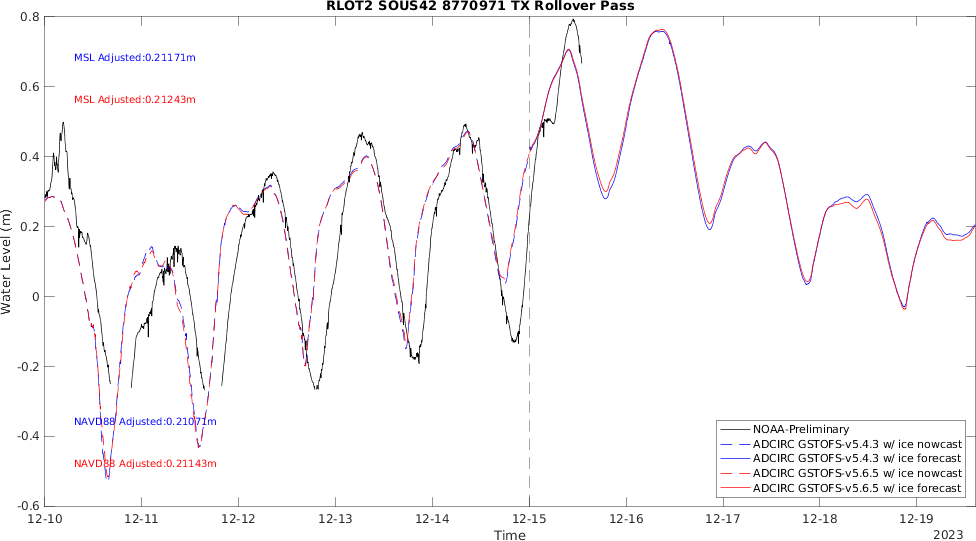 RLOT2 SOUS42 8770971 TX Rollover Pass
0.8
MSL Adjusted:0.21171m
0.6
MSL Adjusted:0.21243m
0.4
0.2
Water Level (m)
0
-0.2
NAVD88 Adjusted:0.21071m
-0.4
NAVD88 Adjusted:0.21143m
-0.6
NOAA-Preliminary
ADCIRC GSTOFS-v5.4.3 w/ ice nowcast
ADCIRC GSTOFS-v5.4.3 w/ ice forecast
ADCIRC GSTOFS-v5.6.5 w/ ice nowcast
ADCIRC GSTOFS-v5.6.5 w/ ice forecast
12-10 12-11 12-12 12-13 12-14 12-15 12-16 12-17 12-18 12-19
Time
2023